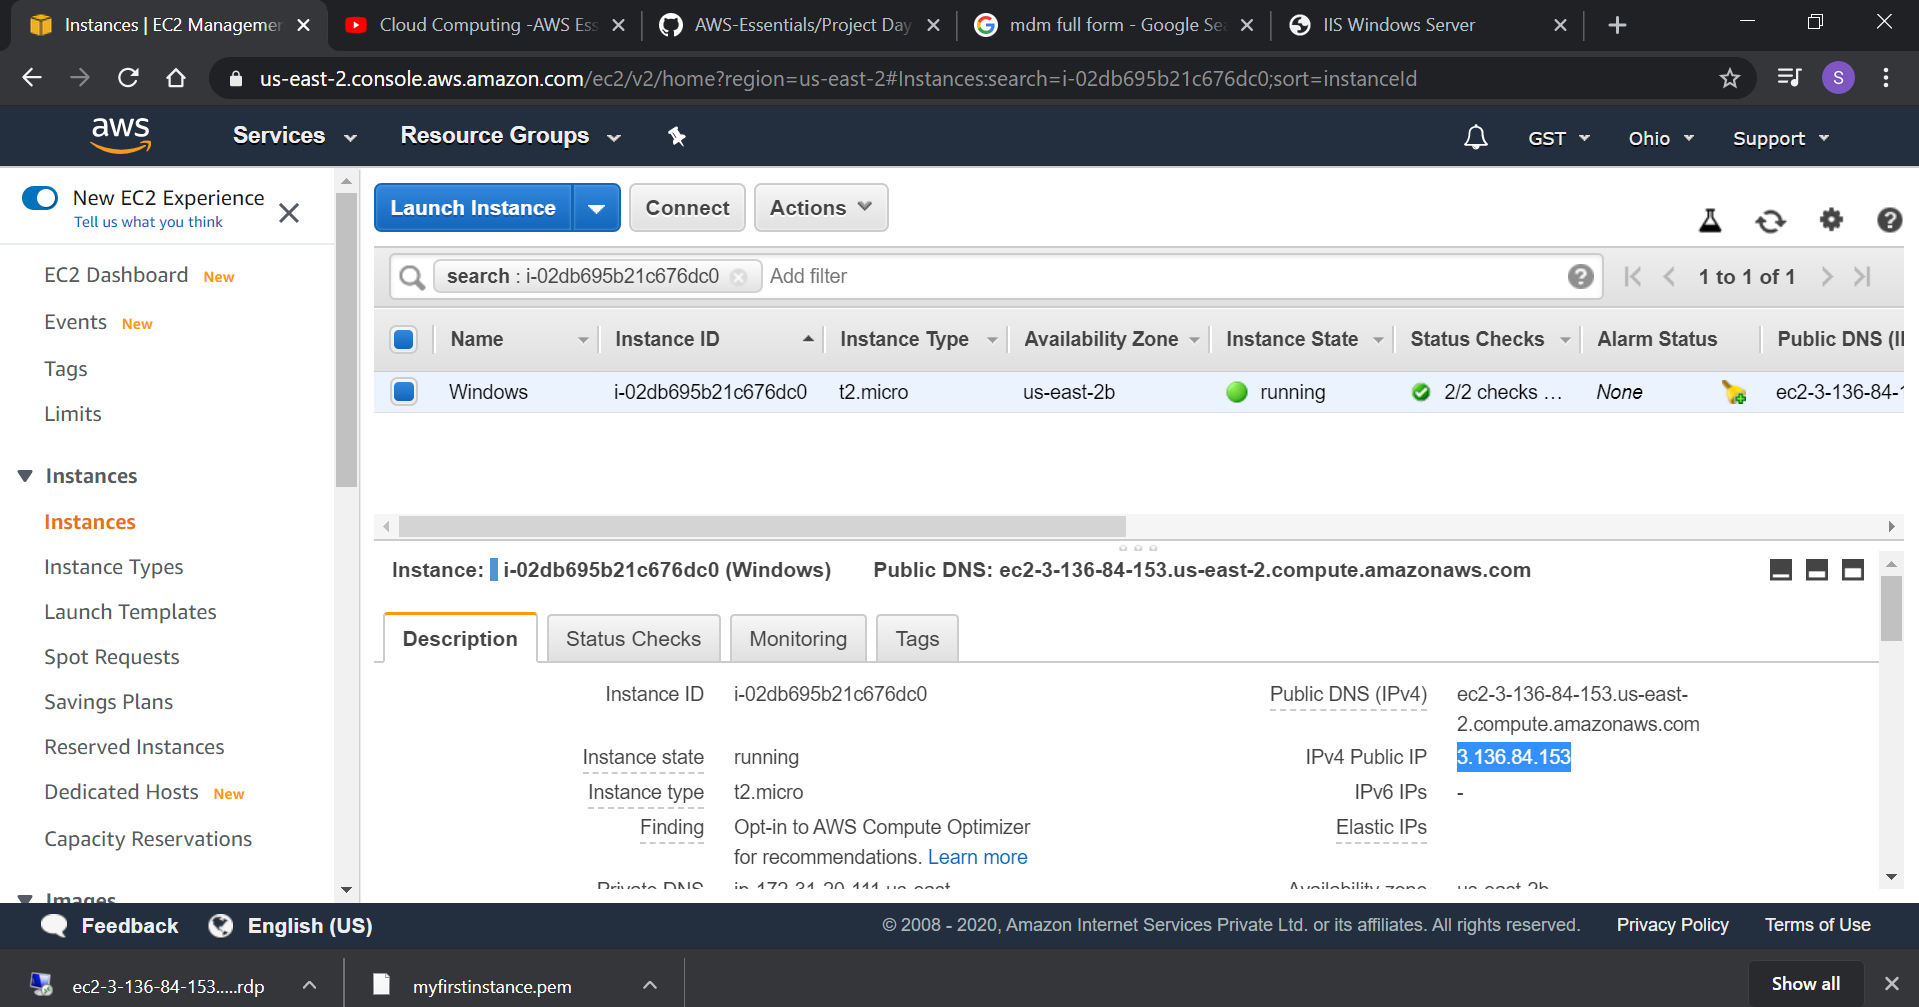 Instances | EC2 Managemen
Cloud Computing -AWS Ess
AWS-Essentials/Project Day
mdm full form - Google Sea
IIS Windows Server
us-east-2.console.aws.amazon.com/ec2/v2/home?region=us-east-2#Instances:search=i-02db695b21c676dc0;sort=instanceId
S
aws
Services
Resource Groups
GST
Ohio
Support
New EC2 Experience
Tell us what you think
EC2 Dashboard New
Events New
Tags
Limits
Instances
Instances
Instance Types
Launch Templates
Spot Requests
Savings Plans
Reserved Instances
Dedicated Hosts New
Capacity Reservations
Images
Launch Instance
Connect
Actions
search : i-02db695b21c676dc0
Add filter
1 to 1 of 1
Name Instance ID Instance Type Availability Zone Instance State Status Checks Alarm Status Public DNS (I
Windows i-02db695b21c676dc0 t2.micro us-east-2b running 2/2 checks ... None ec2-3-136-84-1
Instance: i-02db695b21c676dc0 (Windows) Public DNS: ec2-3-136-84-153.us-east-2.compute.amazonaws.com
Description Status Checks Monitoring Tags
Instance ID i-02db695b21c676dc0
Public DNS (IPv4) ec2-3-136-84-153.us-east-
2.compute.amazonaws.com
Instance state running
IPv4 Public IP 3.136.84.153
Instance type t2.micro
IPv6 IPs -
Finding Opt-in to AWS Compute Optimizer
for recommendations. Learn more
Elastic IPs
Private DNS ip-172-31-20-111.us-east-
Availability zone us-east-2b
Feedback
English (US)
© 2008 - 2020, Amazon Internet Services Private Ltd. or its affiliates. All rights reserved.
Privacy Policy
Terms of Use
ec2-3-136-84-153.....rdp
myfirstinstance.pem
Show all